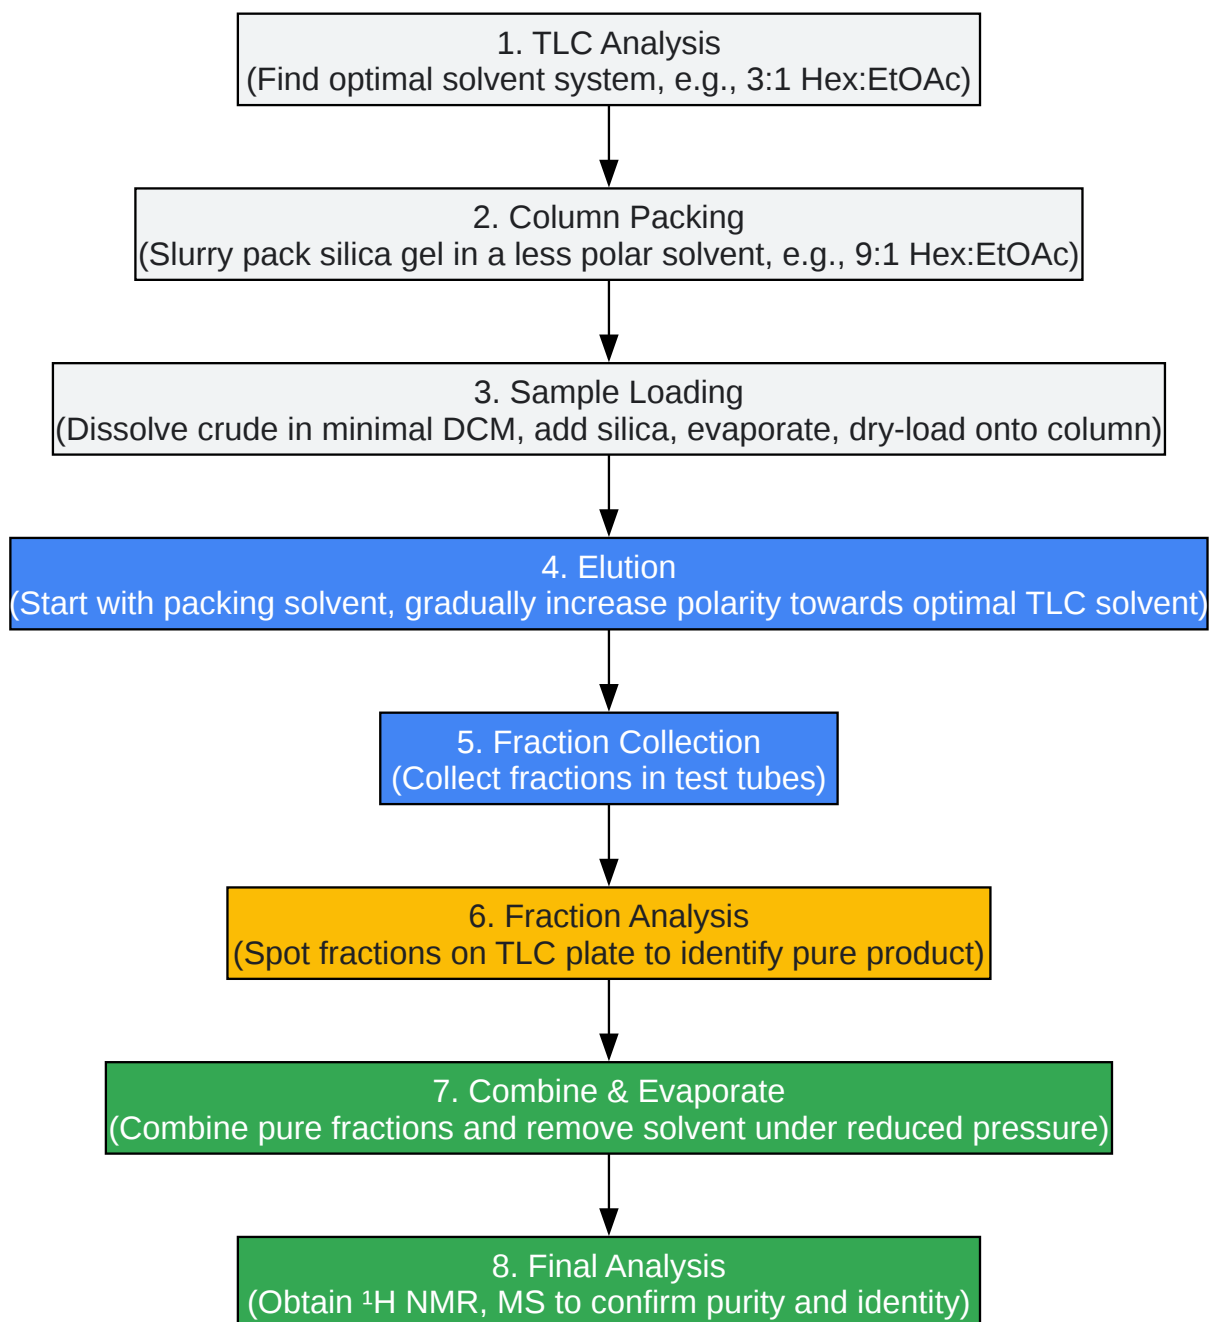 1. TLC Analysis
(Find optimal solvent system, e.g., 3:1 Hex:EtOAc)
2. Column Packing
(Slurry pack silica gel in a less polar solvent, e.g., 9:1 Hex:EtOAc)
3. Sample Loading
(Dissolve crude in minimal DCM, add silica, evaporate, dry-load onto column)
4. Elution
(Start with packing solvent, gradually increase polarity towards optimal TLC solvent)
5. Fraction Collection
(Collect fractions in test tubes)
6. Fraction Analysis
(Spot fractions on TLC plate to identify pure product)
7. Combine & Evaporate
(Combine pure fractions and remove solvent under reduced pressure)
8. Final Analysis
(Obtain ¹H NMR, MS to confirm purity and identity)